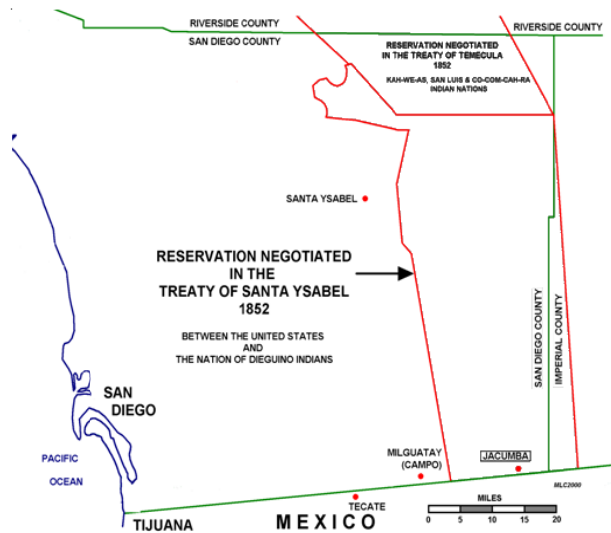 RIVERSIDE COUNTY
SAN DIEGO COUNTY
RIVERSIDE COUNTY
RESERVATION NEGOTIATED
IN THE TREATY OF TEMECULA
1852
KAH-WE-AS, SAN LUIS & CO-COM-CAH-RA
INDIAN NATIONS
SANTA YSABEL
RESERVATION NEGOTIATED
IN THE
TREATY OF SANTA YSABEL
1852
BETWEEN THE UNITED STATES
AND
THE NATION OF DIEGUINO INDIANS
SAN DIEGO COUNTY
IMPERIAL COUNTY
SAN
DIEGO
PACIFIC
OCEAN
MILGUATAY
(CAMPO)
JACUMBA
TECATE
TIJUANA
MEXICO
MLC2000
MILES
0 5 10 15 20